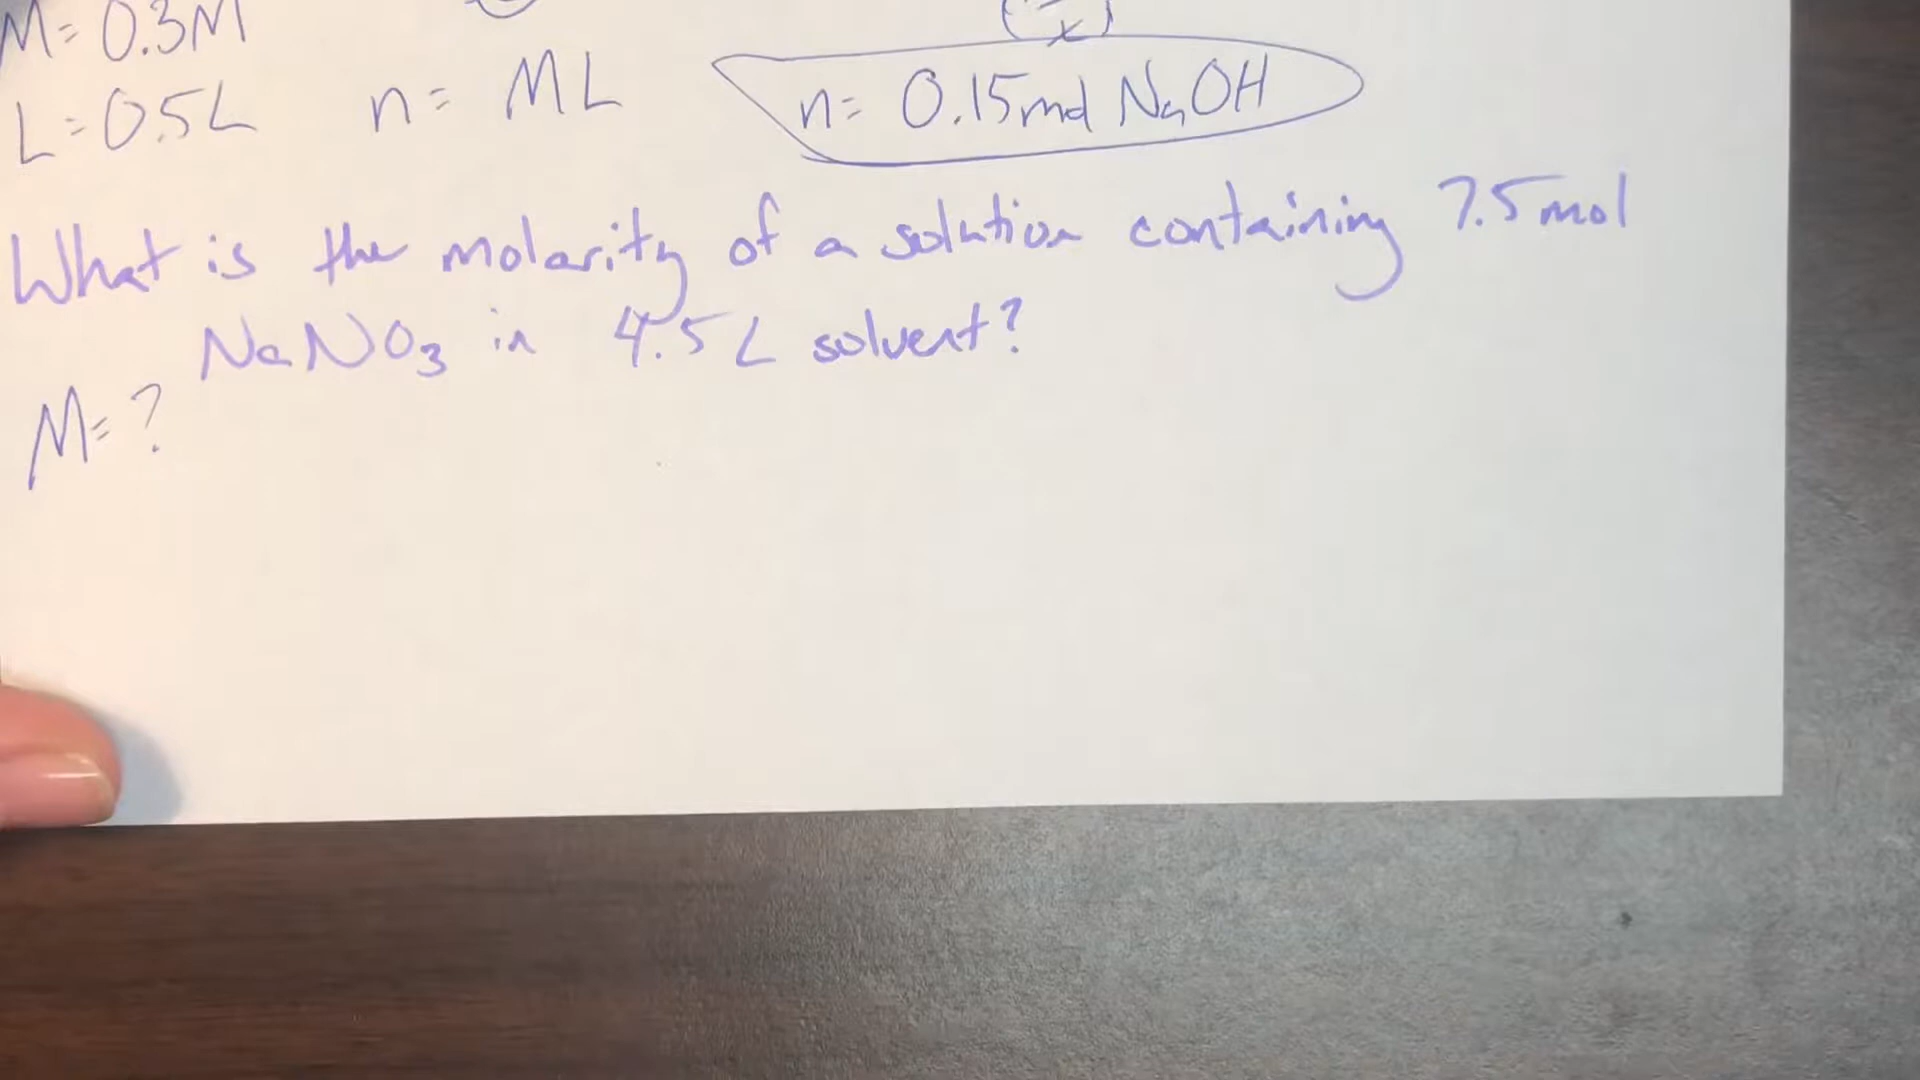 M= 0.3M
L=0.5L n= ML n= 0.15mol NaOH
What is the molarity of a solution containing 7.5mol
NaNO3 in 4.5L solvent?
M= ?